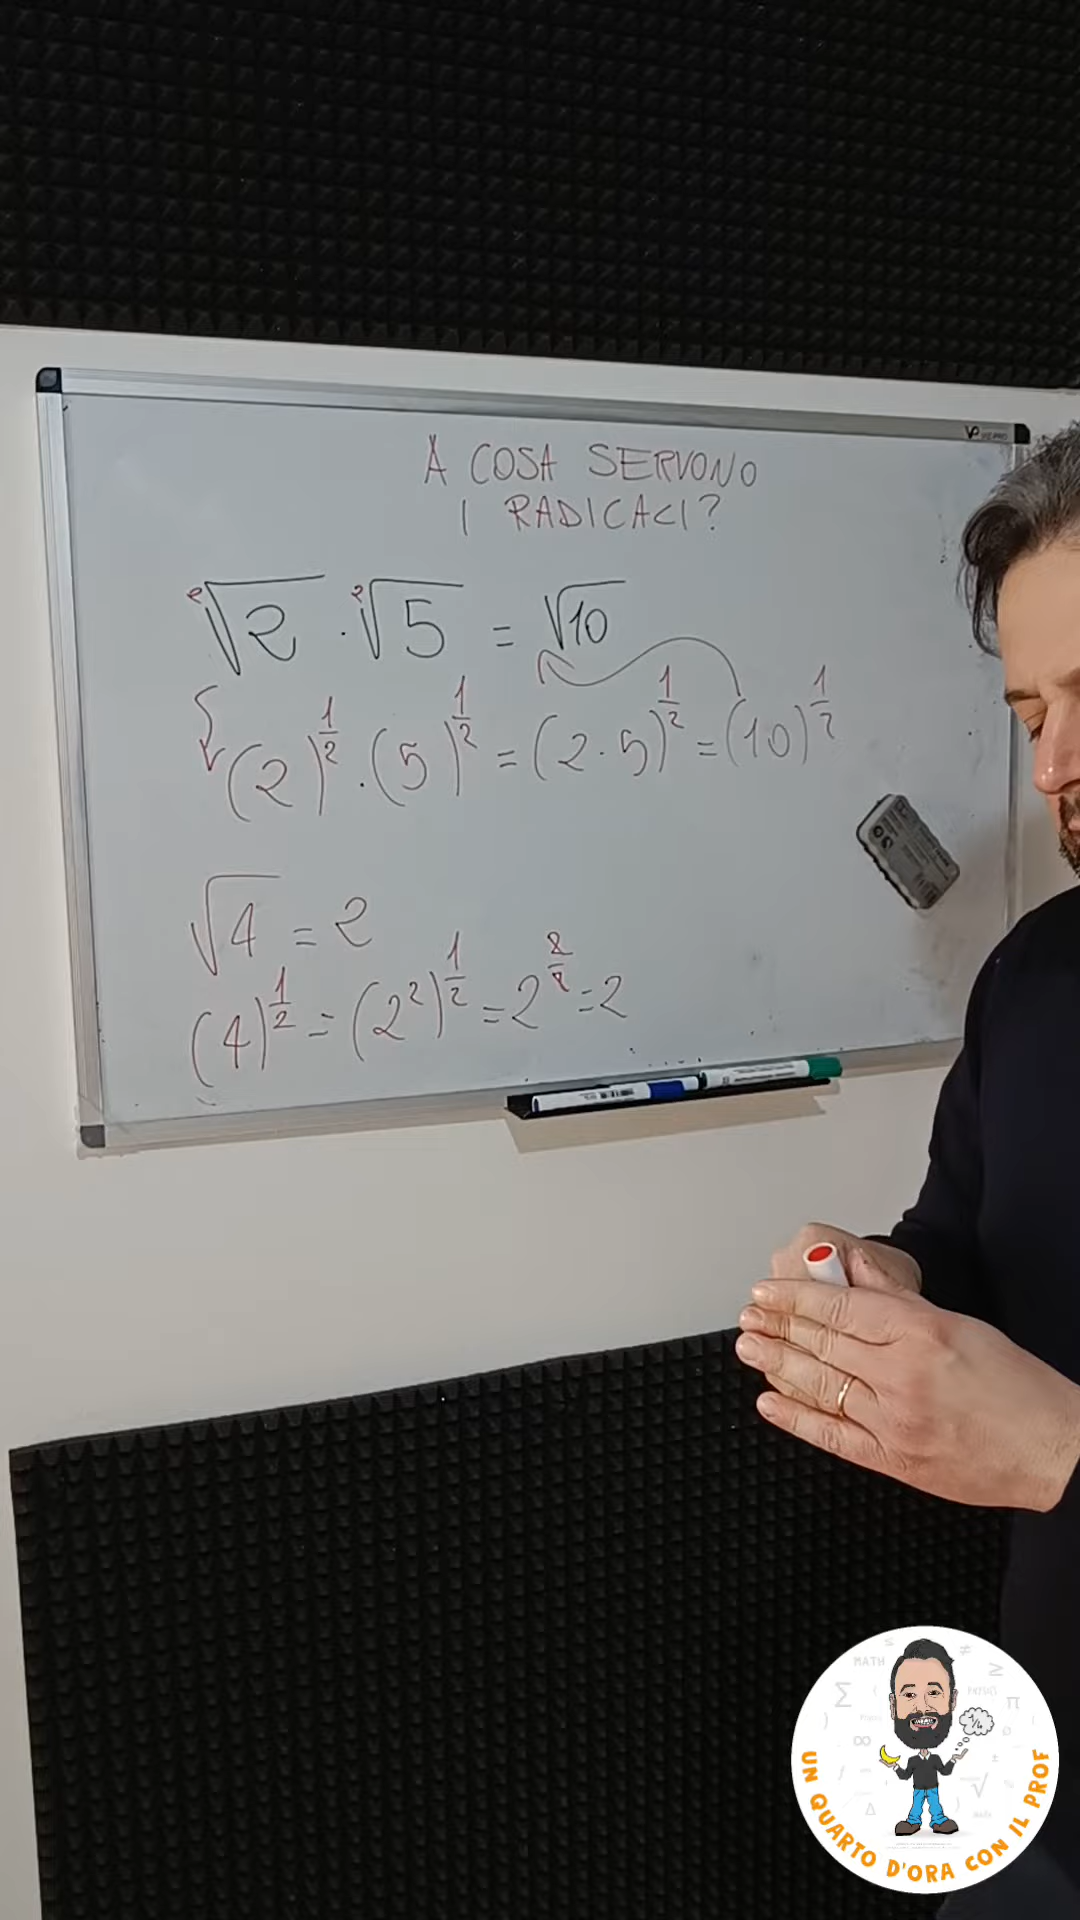 A COSA SERVONO
I RADICALI?
²√2 · ²√5 = √10
(2)^(1/2) · (5)^(1/2) = (2·5)^(1/2) = (10)^(1/2)
√4 = 2
(4)^(1/2) = (2²)^(1/2) = 2^(2/2) = 2
MATH
UN QUARTO D'ORA CON IL PROF